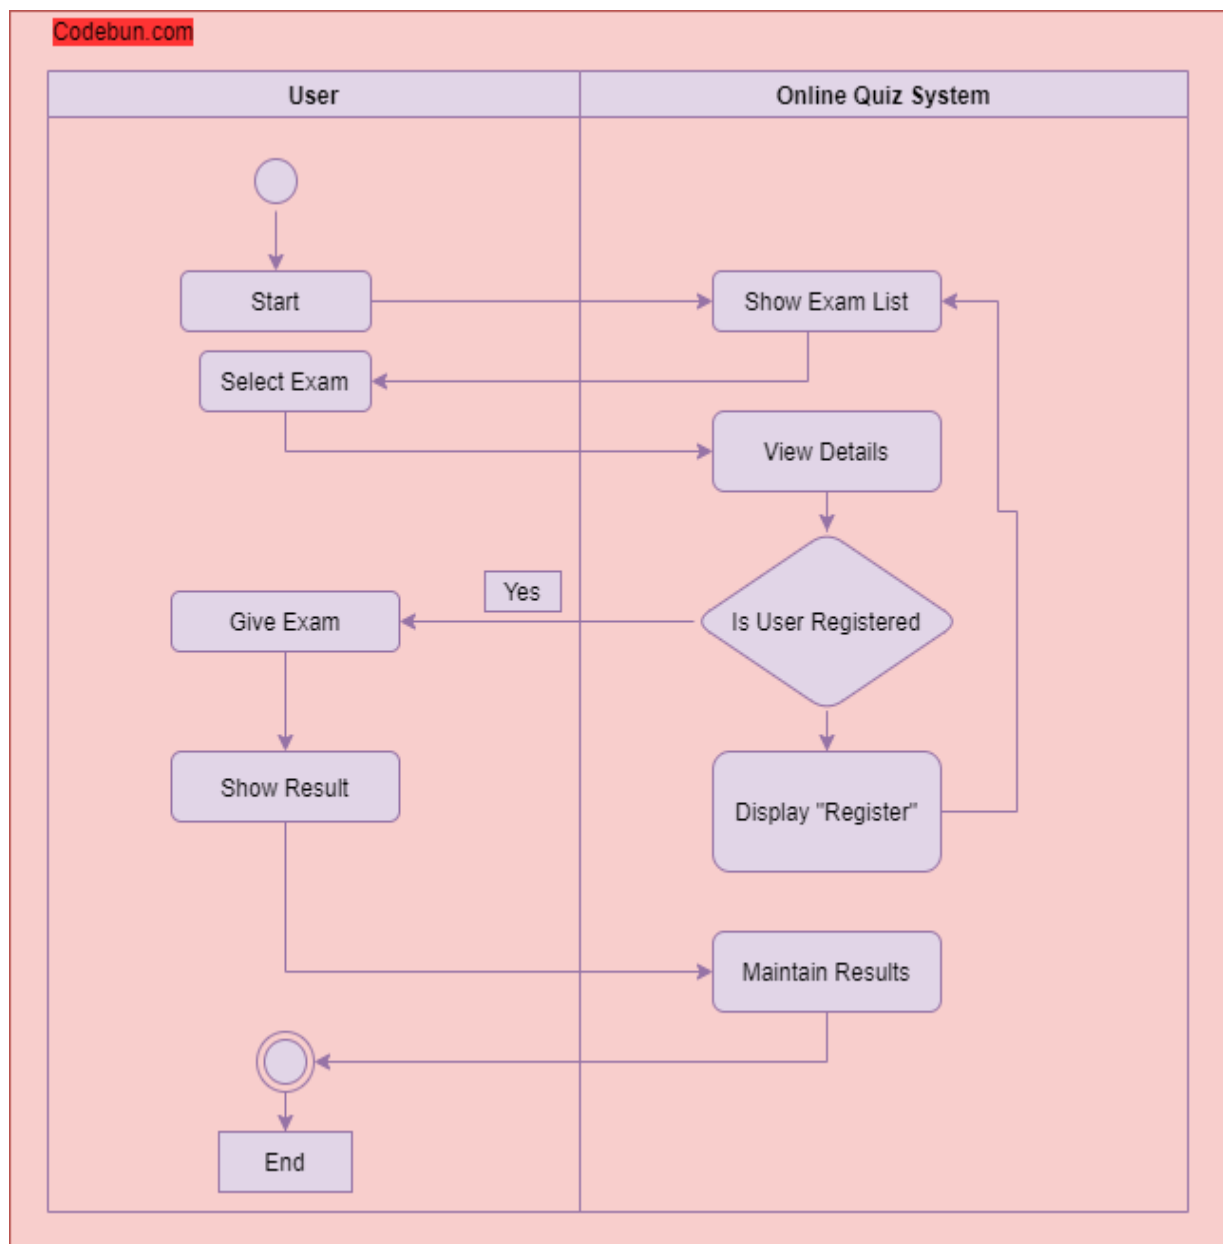 Codebun.com
User
Online Quiz System
Start
Show Exam List
Select Exam
View Details
Yes
Give Exam
Is User Registered
Show Result
Display "Register"
Maintain Results
End